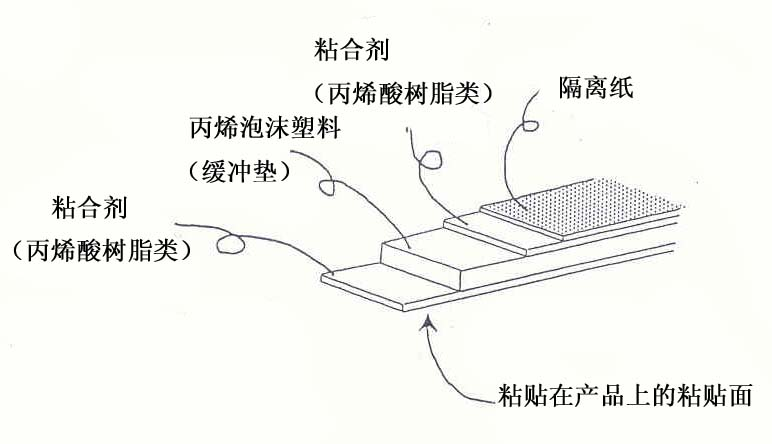 粘合剂
（丙烯酸树脂类）
隔离纸
丙烯泡沫塑料
（缓冲垫）
粘合剂
（丙烯酸树脂类）
粘贴在产品上的粘贴面